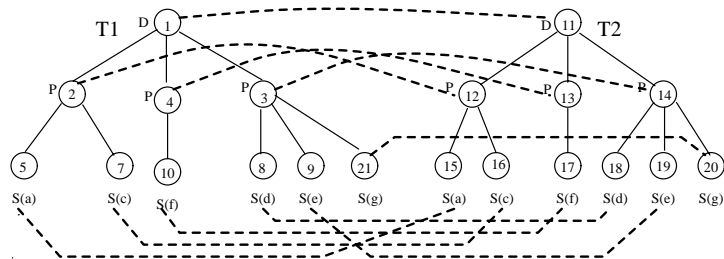 T1 D 1 D 11 T2
P 2 P 4 P 3 P 12 P 13 P 14
5 7 10 8 9 21 15 16 17 18 19 20
S(a) S(c) S(f) S(d) S(e) S(g) S(a) S(c) S(f) S(d) S(e) S(g)